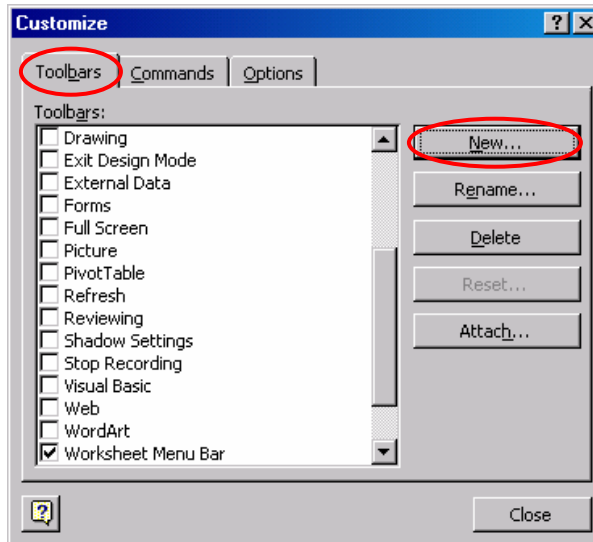 Customize
Toolbars Commands Options
Toolbars:
Drawing
Exit Design Mode
External Data
Forms
Full Screen
Picture
PivotTable
Refresh
Reviewing
Shadow Settings
Stop Recording
Visual Basic
Web
WordArt
Worksheet Menu Bar
New...
Rename...
Delete
Reset...
Attach...
Close